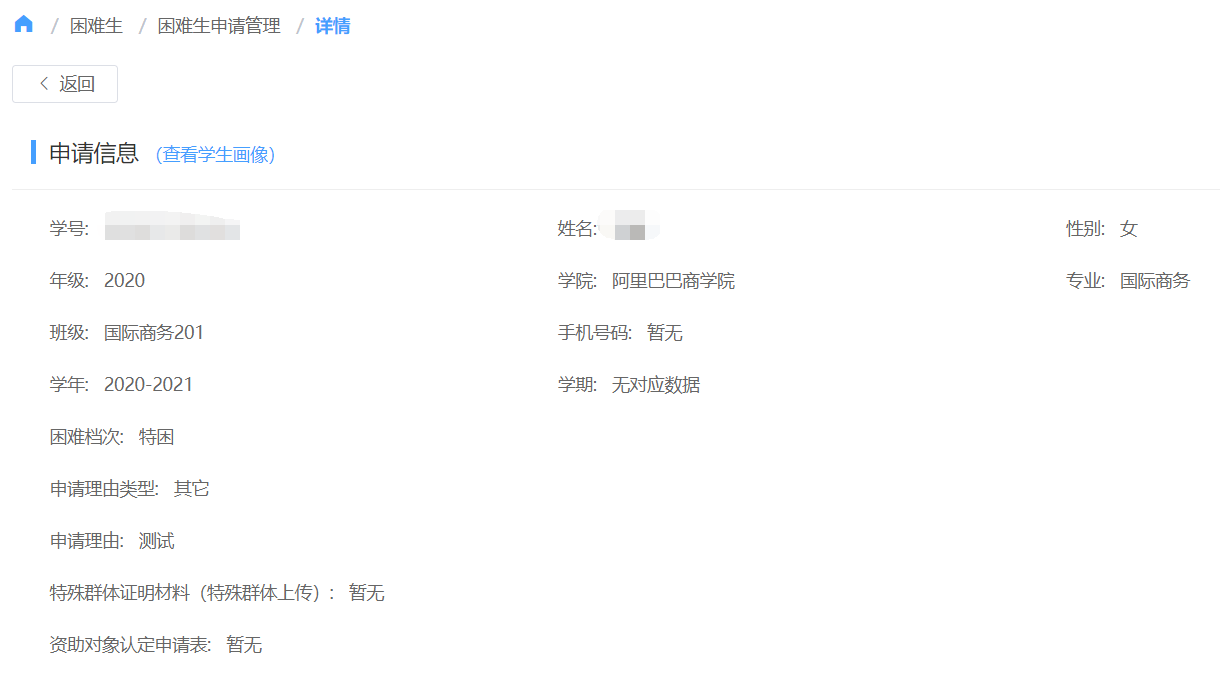 / 困难生 / 困难生申请管理 / 详情
< 返回
申请信息 (查看学生画像)
学号: 姓名: 性别: 女
年级: 2020 学院: 阿里巴巴商学院 专业: 国际商务
班级: 国际商务201 手机号码: 暂无
学年: 2020-2021 学期: 无对应数据
困难档次: 特困
申请理由类型: 其它
申请理由: 测试
特殊群体证明材料（特殊群体上传）: 暂无
资助对象认定申请表: 暂无